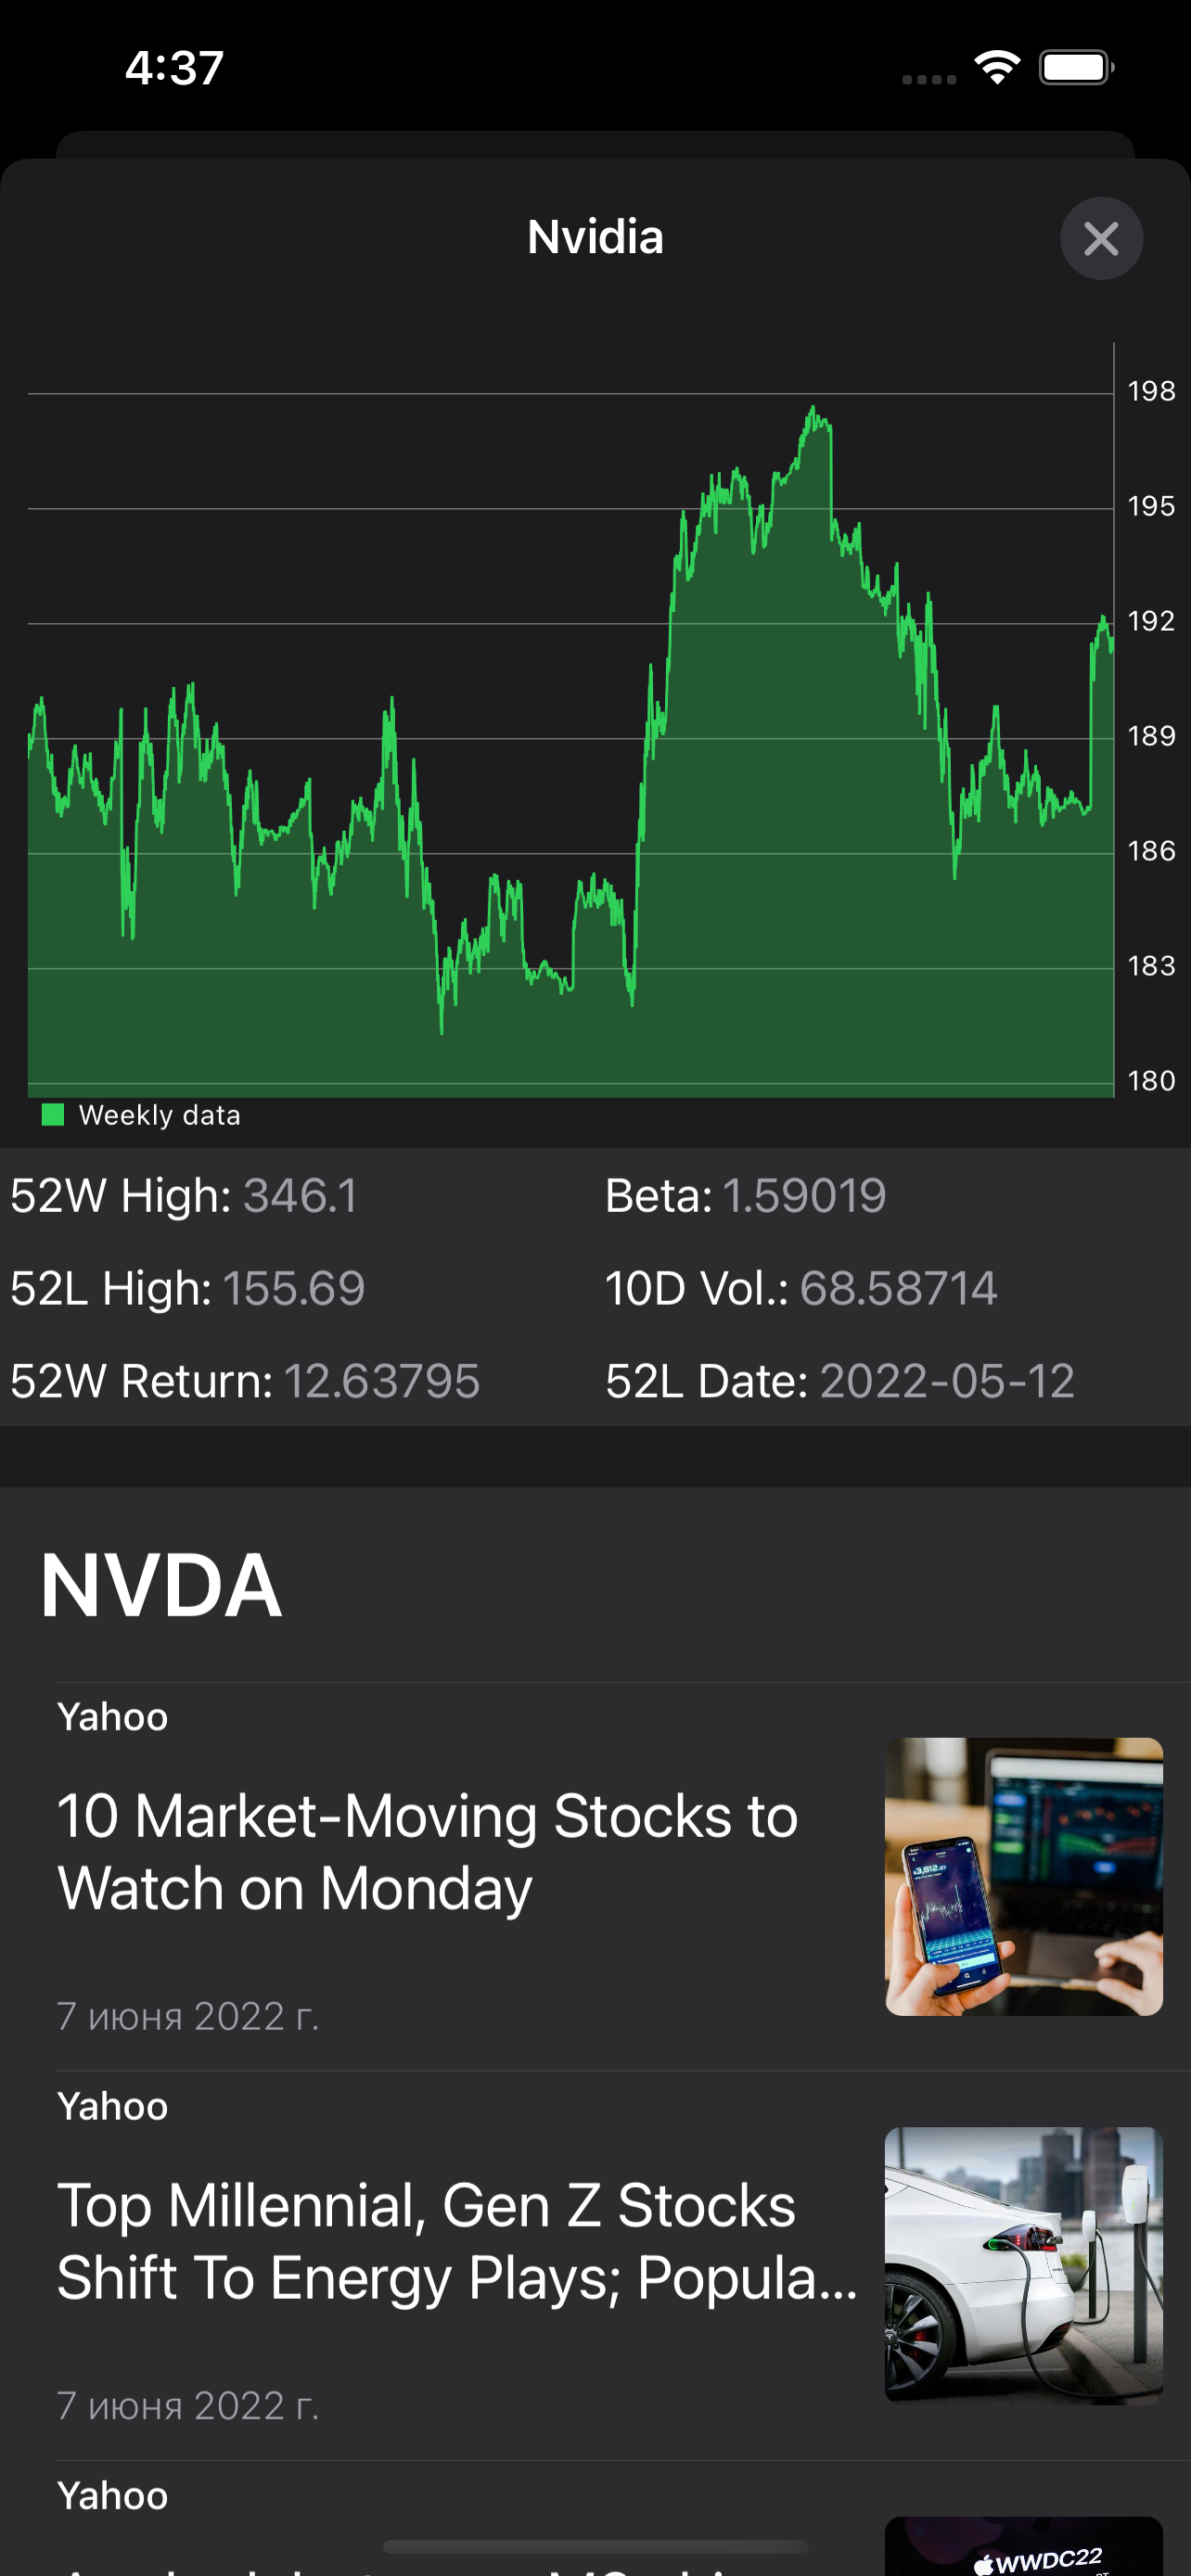 4:37
Nvidia
198
195
192
189
186
183
180
Weekly data
52W High: 346.1
Beta: 1.59019
52L High: 155.69
10D Vol.: 68.58714
52W Return: 12.63795
52L Date: 2022-05-12
NVDA
Yahoo
10 Market-Moving Stocks to
Watch on Monday
7 июня 2022 г.
3,812
Yahoo
Top Millennial, Gen Z Stocks
Shift To Energy Plays; Popula...
7 июня 2022 г.
Yahoo
WWDC22